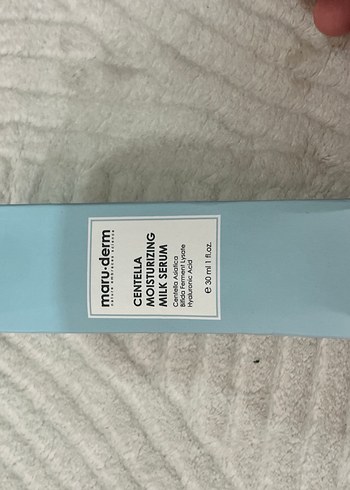 maru·derm
CENTELLA
MOISTURIZING
MILK SERUM
Centella Asiatica
Bifida Ferment Lysate
Hyaluronic Acid
℮ 30 ml 1 fl.oz.